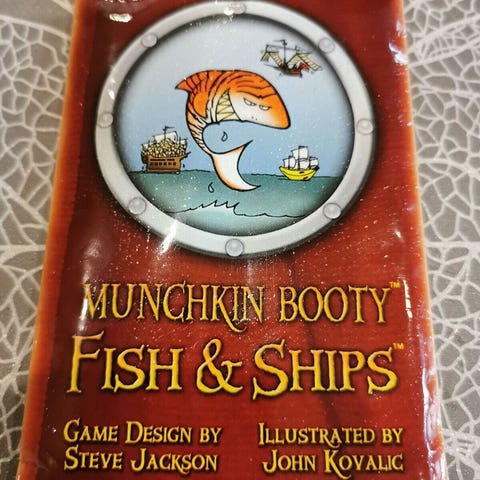 MUNCHKIN BOOTY™
FISH & SHIPS™
GAME DESIGN BY
STEVE JACKSON
ILLUSTRATED BY
JOHN KOVALIC